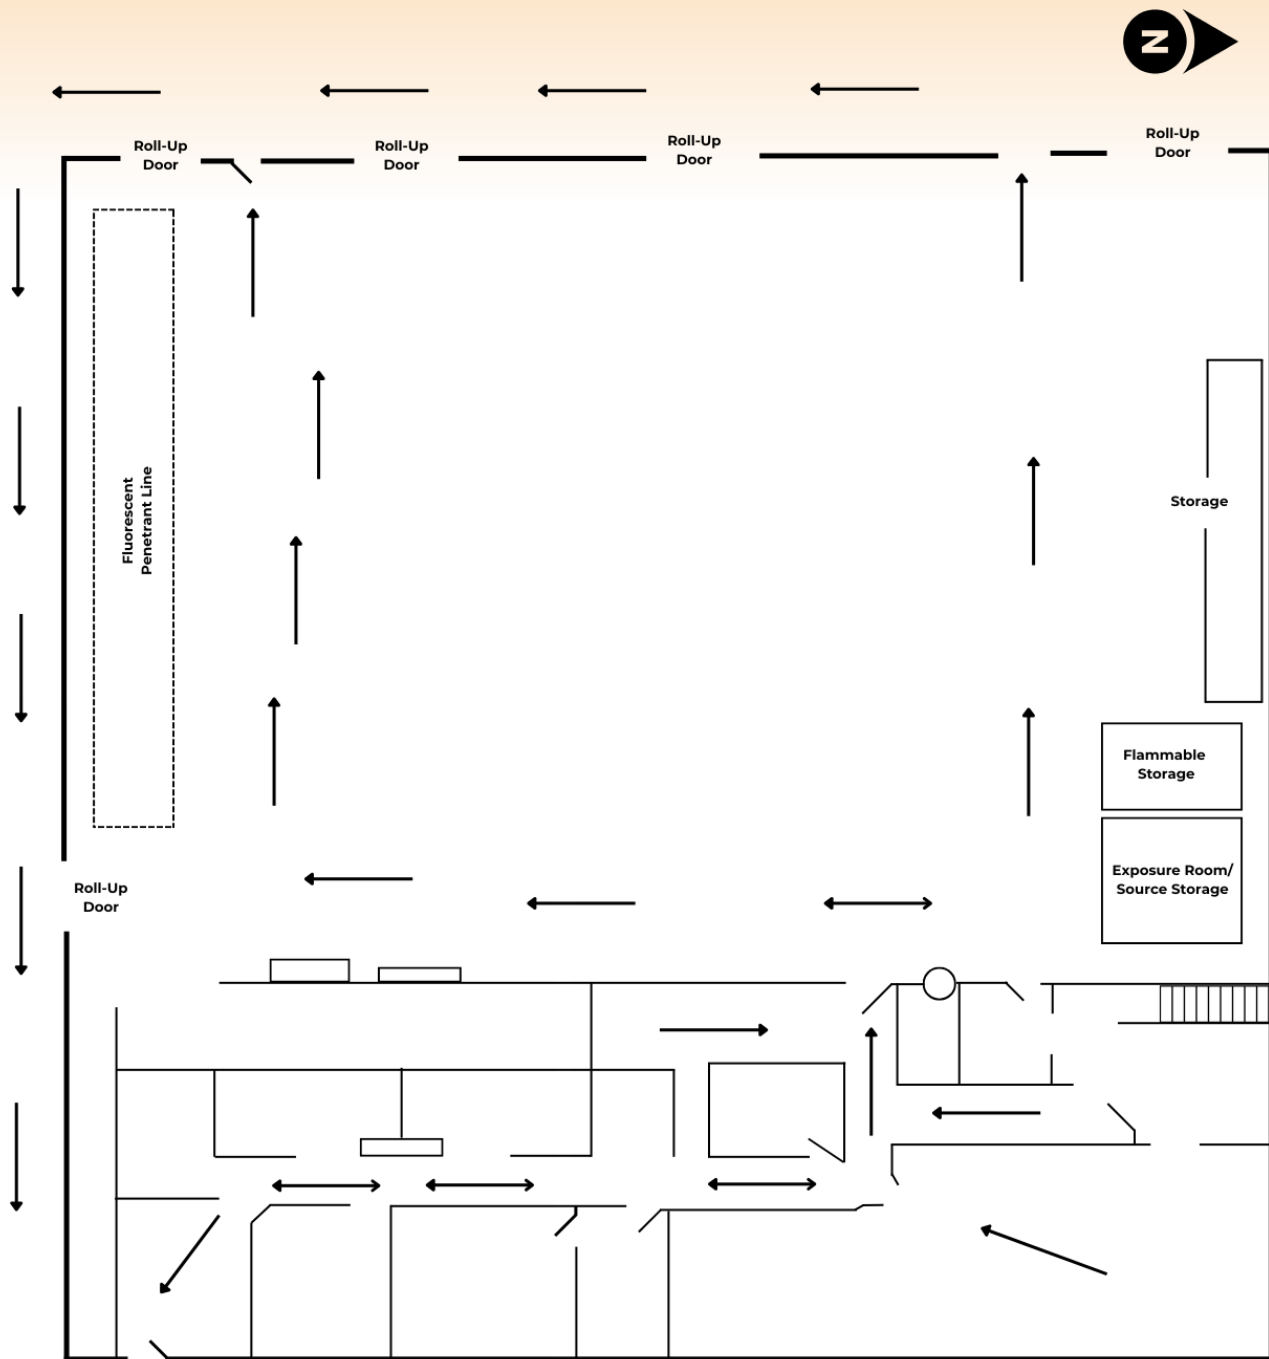 N
Roll-Up
Door
Roll-Up
Door
Roll-Up
Door
Roll-Up
Door
Fluorescent
Penetrant Line
Storage
Flammable
Storage
Exposure Room/
Source Storage
Roll-Up
Door